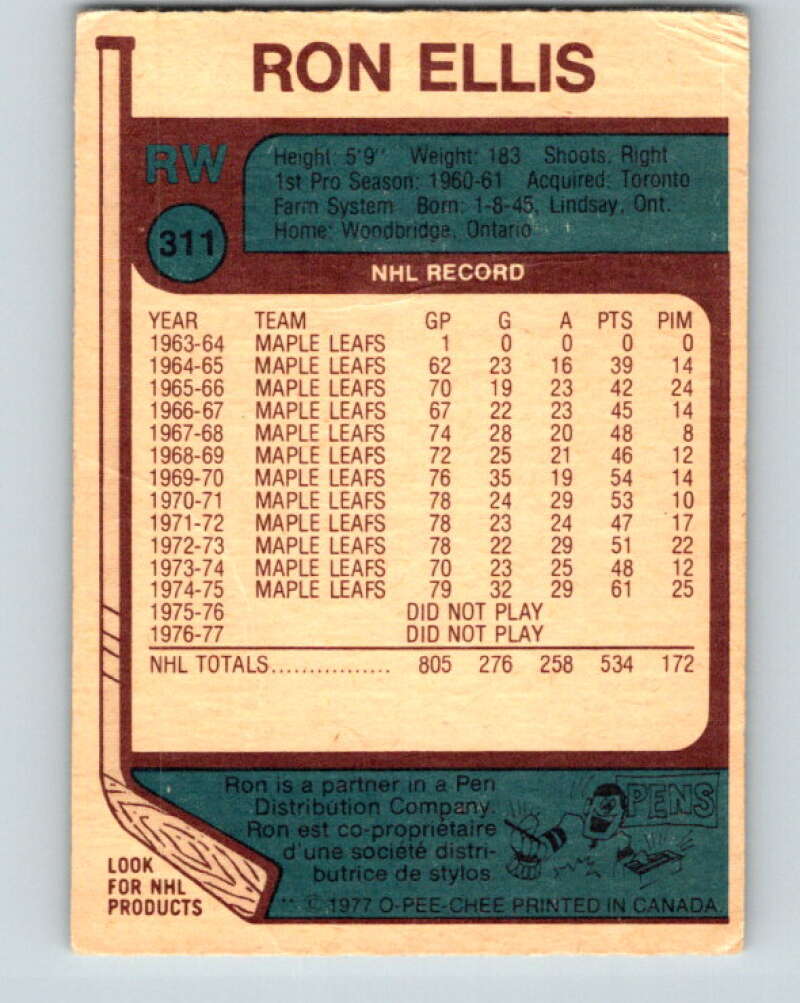 RON ELLIS
RW
311
Height: 5'9" Weight: 183 Shoots: Right
1st Pro Season: 1960-61 Acquired: Toronto
Farm System Born: 1-8-45, Lindsay, Ont.
Home: Woodbridge, Ontario
NHL RECORD
YEAR TEAM GP G A PTS PIM
1963-64 MAPLE LEAFS 1 0 0 0 0
1964-65 MAPLE LEAFS 62 23 16 39 14
1965-66 MAPLE LEAFS 70 19 23 42 24
1966-67 MAPLE LEAFS 67 22 23 45 14
1967-68 MAPLE LEAFS 74 28 20 48 8
1968-69 MAPLE LEAFS 72 25 21 46 12
1969-70 MAPLE LEAFS 76 35 19 54 14
1970-71 MAPLE LEAFS 78 24 29 53 10
1971-72 MAPLE LEAFS 78 23 24 47 17
1972-73 MAPLE LEAFS 78 22 29 51 22
1973-74 MAPLE LEAFS 70 23 25 48 12
1974-75 MAPLE LEAFS 79 32 29 61 25
1975-76 DID NOT PLAY
1976-77 DID NOT PLAY
NHL TOTALS................ 805 276 258 534 172
Ron is a partner in a Pen
Distribution Company.
Ron est co-propriétaire
d'une société distri-
butrice de stylos.
PENS
LOOK
FOR NHL
PRODUCTS
** © 1977 O-PEE-CHEE PRINTED IN CANADA